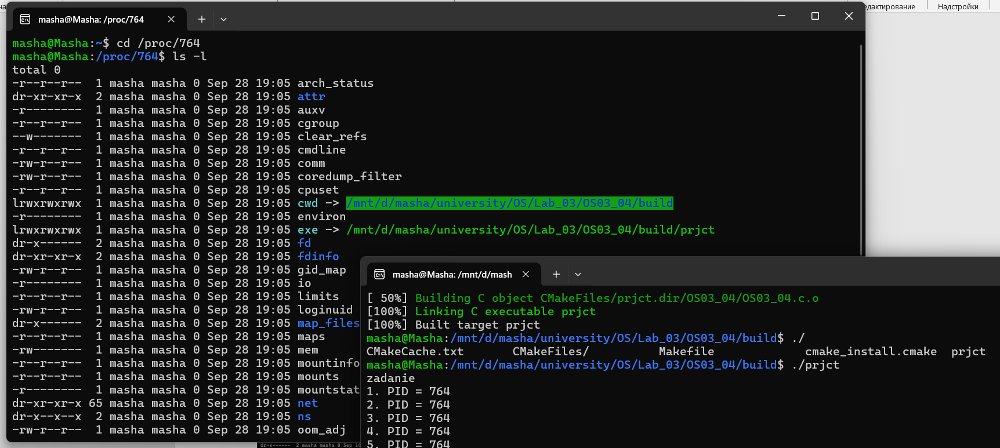 едактирование
Надстройки
masha@Masha: /proc/764
masha@Masha:~$ cd /proc/764
masha@Masha:/proc/764$ ls -l
total 0
-r--r--r--  1 masha masha 0 Sep 28 19:05 arch_status
dr-xr-xr-x  2 masha masha 0 Sep 28 19:05 attr
-r--------  1 masha masha 0 Sep 28 19:05 auxv
-r--r--r--  1 masha masha 0 Sep 28 19:05 cgroup
--w-------  1 masha masha 0 Sep 28 19:05 clear_refs
-r--r--r--  1 masha masha 0 Sep 28 19:05 cmdline
-rw-r--r--  1 masha masha 0 Sep 28 19:05 comm
-rw-r--r--  1 masha masha 0 Sep 28 19:05 coredump_filter
-r--r--r--  1 masha masha 0 Sep 28 19:05 cpuset
lrwxrwxrwx  1 masha masha 0 Sep 28 19:05 cwd -> /mnt/d/masha/university/OS/Lab_03/OS03_04/build
-r--------  1 masha masha 0 Sep 28 19:05 environ
lrwxrwxrwx  1 masha masha 0 Sep 28 19:05 exe -> /mnt/d/masha/university/OS/Lab_03/OS03_04/build/prjct
dr-x------  2 masha masha 0 Sep 28 19:05 fd
dr-xr-xr-x  2 masha masha 0 Sep 28 19:05 fdinfo
-rw-r--r--  1 masha masha 0 Sep 28 19:05 gid_map
-r--------  1 masha masha 0 Sep 28 19:05 io
-r--r--r--  1 masha masha 0 Sep 28 19:05 limits
-rw-r--r--  1 masha masha 0 Sep 28 19:05 loginuid
dr-x------  2 masha masha 0 Sep 28 19:05 map_files
-r--r--r--  1 masha masha 0 Sep 28 19:05 maps
-rw-------  1 masha masha 0 Sep 28 19:05 mem
-r--r--r--  1 masha masha 0 Sep 28 19:05 mountinfo
-r--r--r--  1 masha masha 0 Sep 28 19:05 mounts
-r--------  1 masha masha 0 Sep 28 19:05 mountstat
dr-xr-xr-x 65 masha masha 0 Sep 28 19:05 net
dr-x--x--x  2 masha masha 0 Sep 28 19:05 ns
-rw-r--r--  1 masha masha 0 Sep 28 19:05 oom_adj
masha@Masha: /mnt/d/mash
[ 50%] Building C object CMakeFiles/prjct.dir/OS03_04/OS03_04.c.o
[100%] Linking C executable prjct
[100%] Built target prjct
masha@Masha:/mnt/d/masha/university/OS/Lab_03/OS03_04/build$ ./
CMakeCache.txt       CMakeFiles/          Makefile             cmake_install.cmake  prjct
masha@Masha:/mnt/d/masha/university/OS/Lab_03/OS03_04/build$ ./prjct
zadanie
1. PID = 764
2. PID = 764
3. PID = 764
4. PID = 764
5. PID = 764
dr-x------  2 masha masha 0 Sep 18